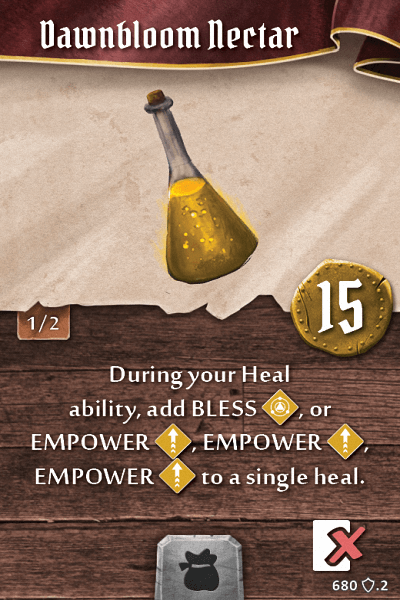 Dawnbloom Nectar
15
1/2
During your Heal
ability, add BLESS , or
EMPOWER , EMPOWER ,
EMPOWER to a single heal.
680 .2